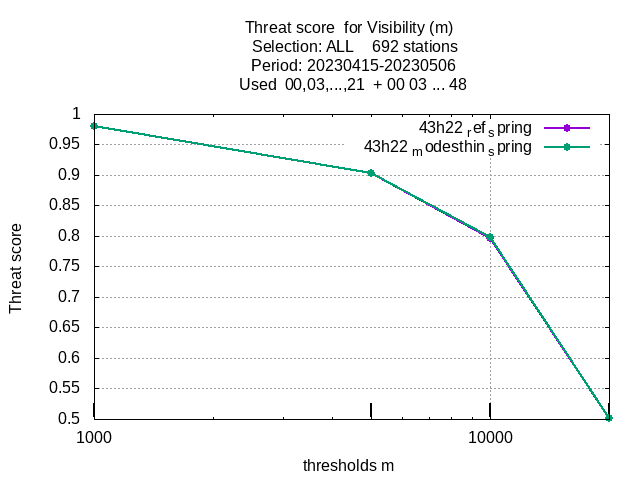 Threat score  for Visibility (m)
Selection: ALL    692 stations
Period: 20230415-20230506
Used  00,03,...,21  + 00 03 ... 48
43h22_ref_spring
43h22_modesthin_spring
Threat score
1
0.95
0.9
0.85
0.8
0.75
0.7
0.65
0.6
0.55
0.5
1000
10000
thresholds m